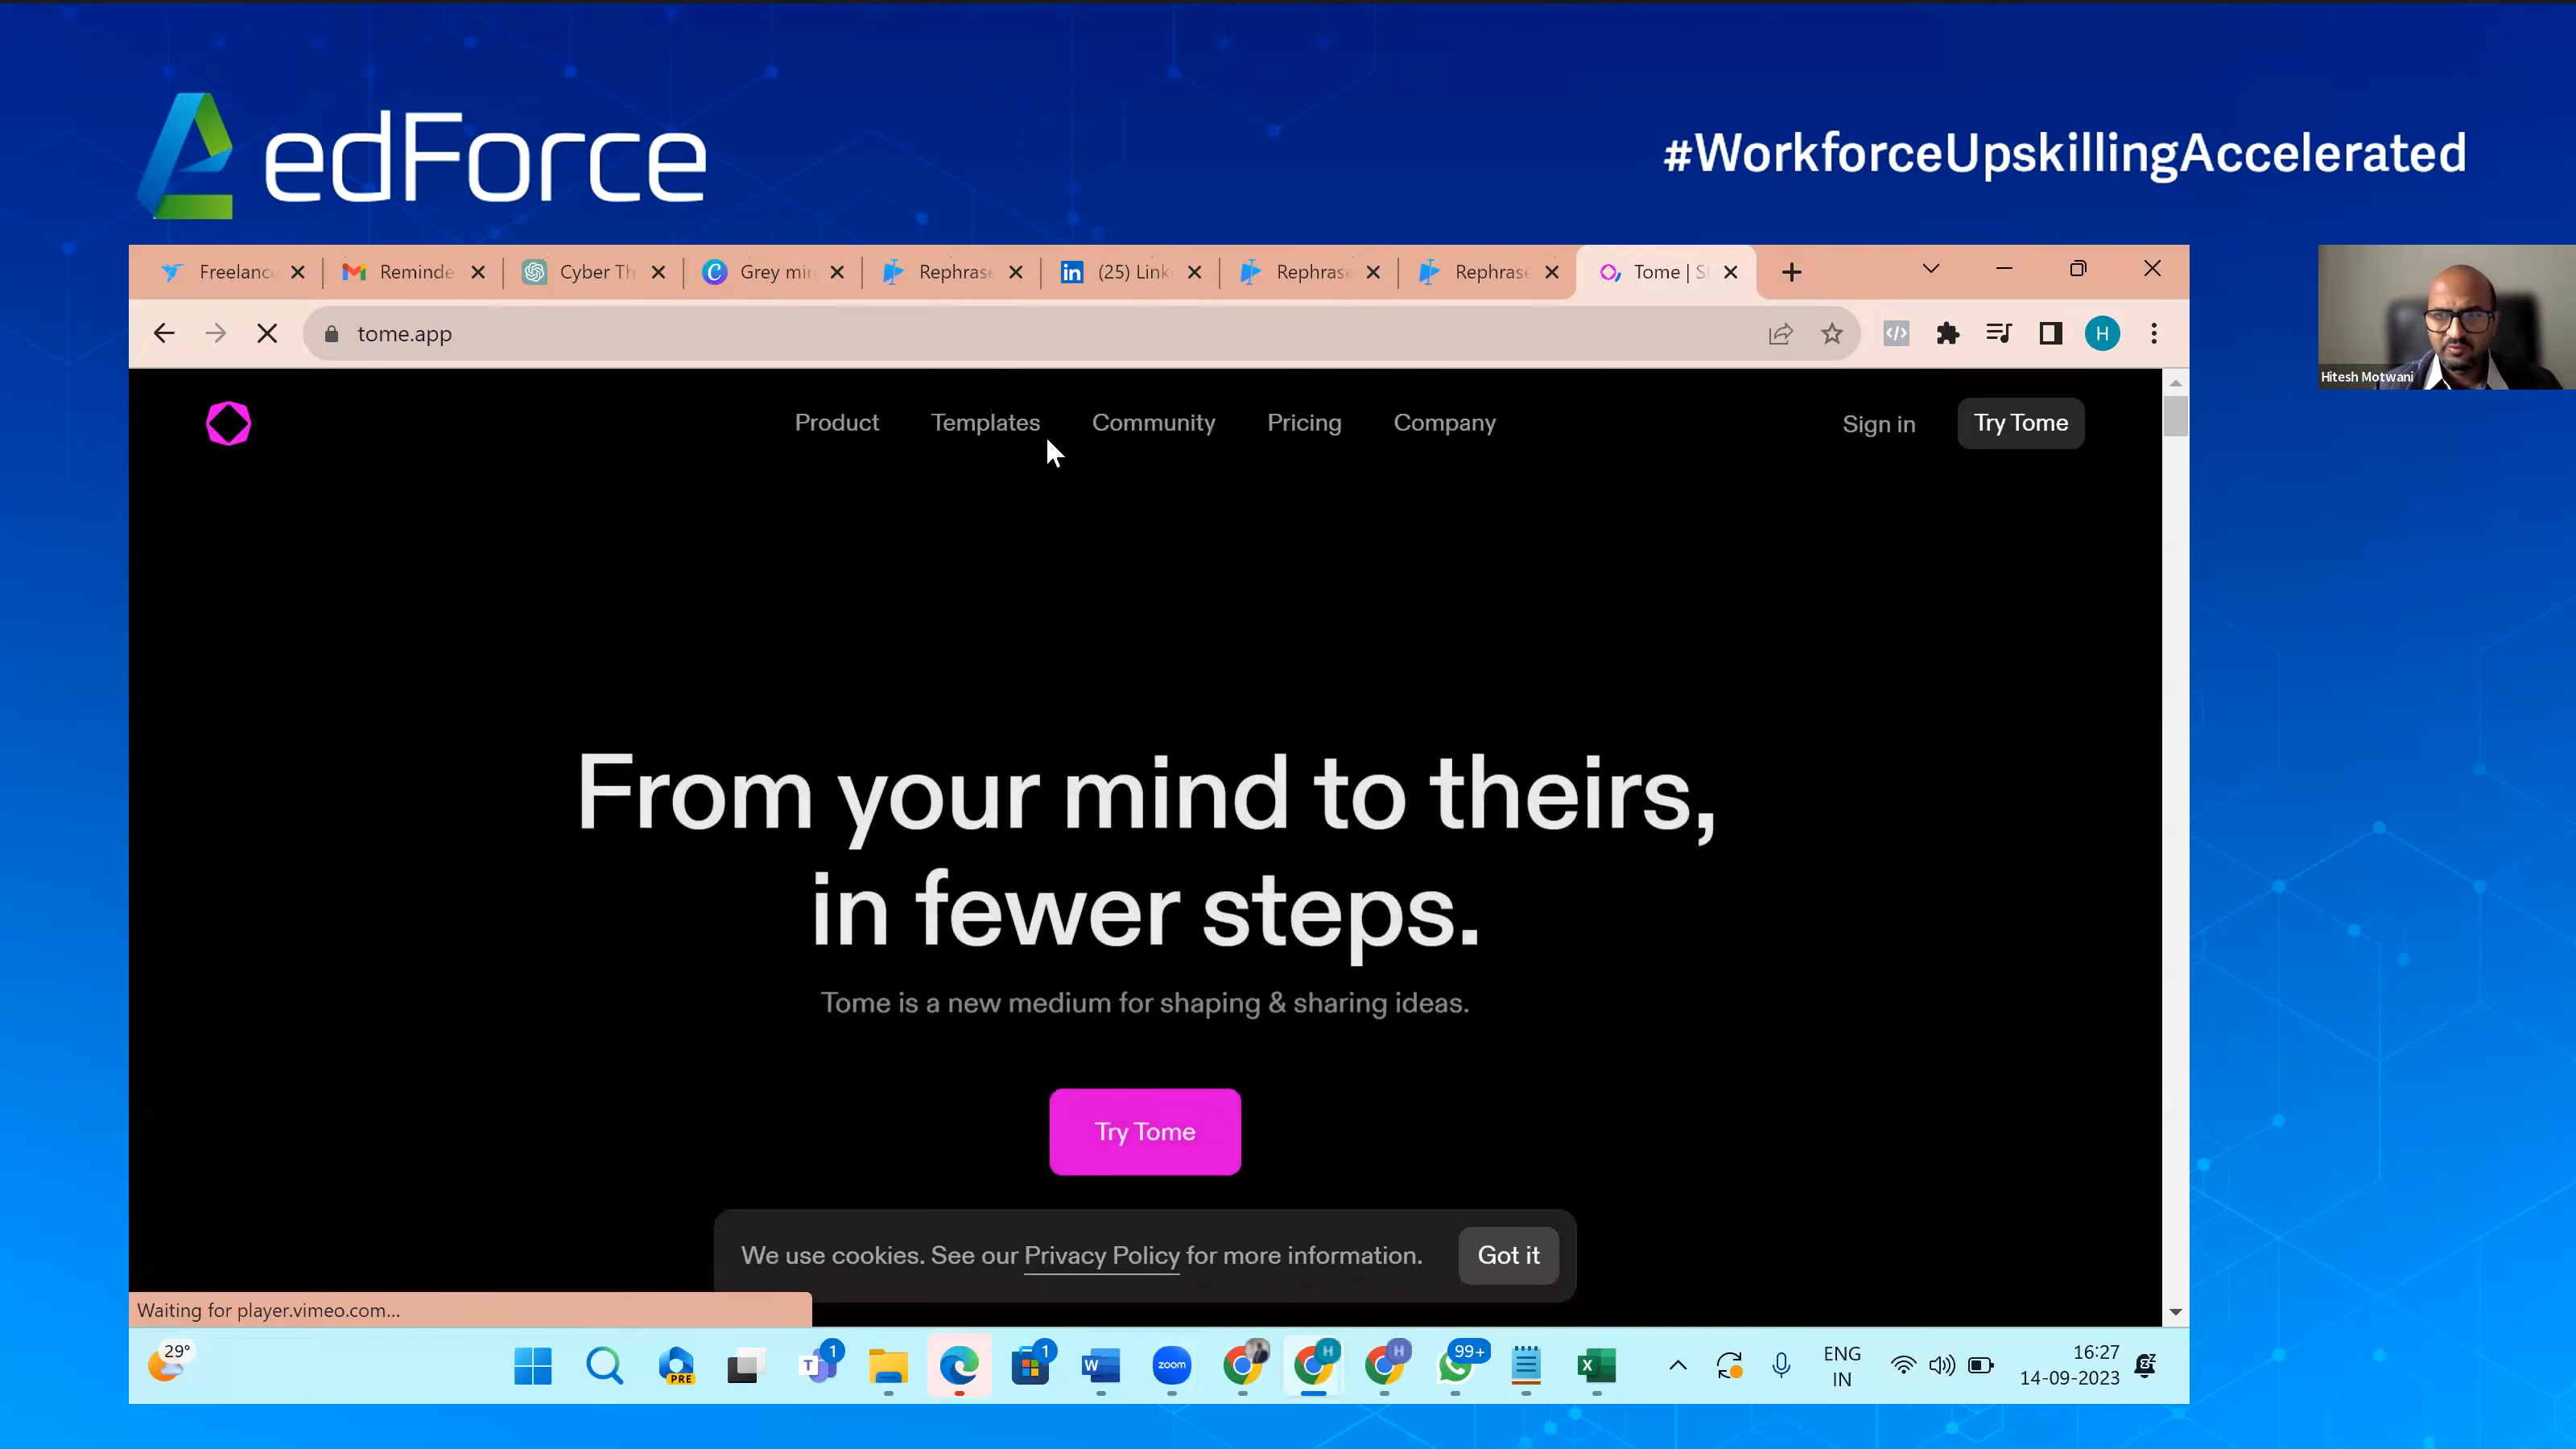 edForce
#WorkforceUpskillingAccelerated
Freelanc
Reminde
Cyber Th
Grey mi
Rephras
(25) Link
Rephras
Rephras
Tome | S
tome.app
H
Hitesh Motwani
Product
Templates
Community
Pricing
Company
Sign in
Try Tome
From your mind to theirs,
in fewer steps.
Tome is a new medium for shaping & sharing ideas.
Try Tome
We use cookies. See our Privacy Policy for more information.
Got it
Waiting for player.vimeo.com...
29°
PRE
T
1
1
W
zoom
H
H
99+
X
ENG
IN
16:27
14-09-2023